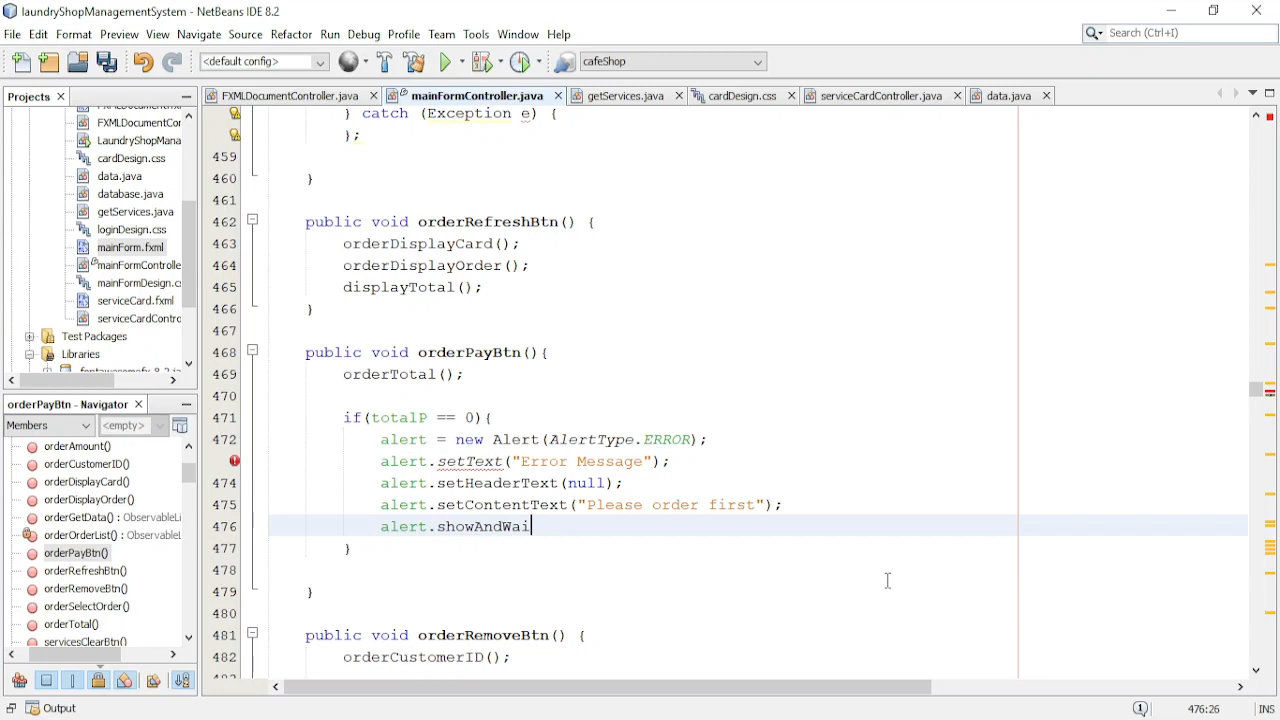 laundryShopManagementSystem - NetBeans IDE 8.2
File Edit Format Preview View Navigate Source Refactor Run Debug Profile Team Tools Window Help
Search (Ctrl+I)
<default config>
cafeShop
Projects
FXMLDocumentController.java
mainFormController.java
getServices.java
cardDesign.css
serviceCardController.java
data.java
FXMLDocumentCor
LaundryShopMana
cardDesign.css
data.java
database.java
getServices.java
loginDesign.css
mainForm.fxml
mainFormControlle
mainFormDesign.cs
serviceCard.fxml
serviceCardContro
Test Packages
Libraries
orderPayBtn - Navigator
Members
<empty>
orderAmount()
orderCustomerID()
orderDisplayCard()
orderDisplayOrder()
orderGetData() : ObservableLi
orderOrderList() : Observable
orderPayBtn()
orderRefreshBtn()
orderRemoveBtn()
orderSelectOrder()
orderTotal()
servicesClearBtn()
} catch (Exception e) {
};
459
460 }
461
462 public void orderRefreshBtn() {
463 orderDisplayCard();
464 orderDisplayOrder();
465 displayTotal();
466 }
467
468 public void orderPayBtn(){
469 orderTotal();
470
471 if(totalP == 0){
472 alert = new Alert(AlertType.ERROR);
alert.setText("Error Message");
474 alert.setHeaderText(null);
475 alert.setContentText("Please order first");
476 alert.showAndWai
477 }
478
479 }
480
481 public void orderRemoveBtn() {
482 orderCustomerID();
Output
1
476:26
INS